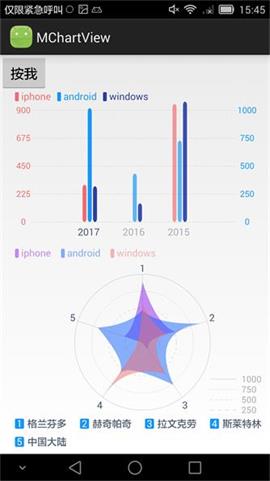 仅限紧急呼叫 15:45
MChartView
按我
iphone android windows
900 1000
675 750
450 500
225 250
0 0
2017 2016 2015
iphone android windows
1
5 2
4 3
1000
750
500
250
1 格兰芬多 2 赫奇帕奇 3 拉文克劳 4 斯莱特林
5 中国大陆